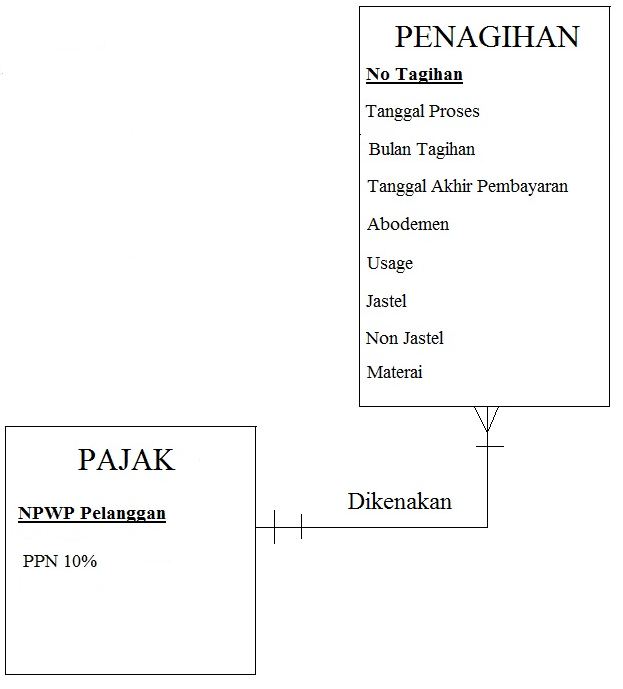 PENAGIHAN
No Tagihan
Tanggal Proses
Bulan Tagihan
Tanggal Akhir Pembayaran
Abodemen
Usage
Jastel
Non Jastel
Materai
PAJAK
NPWP Pelanggan
PPN 10%
Dikenakan